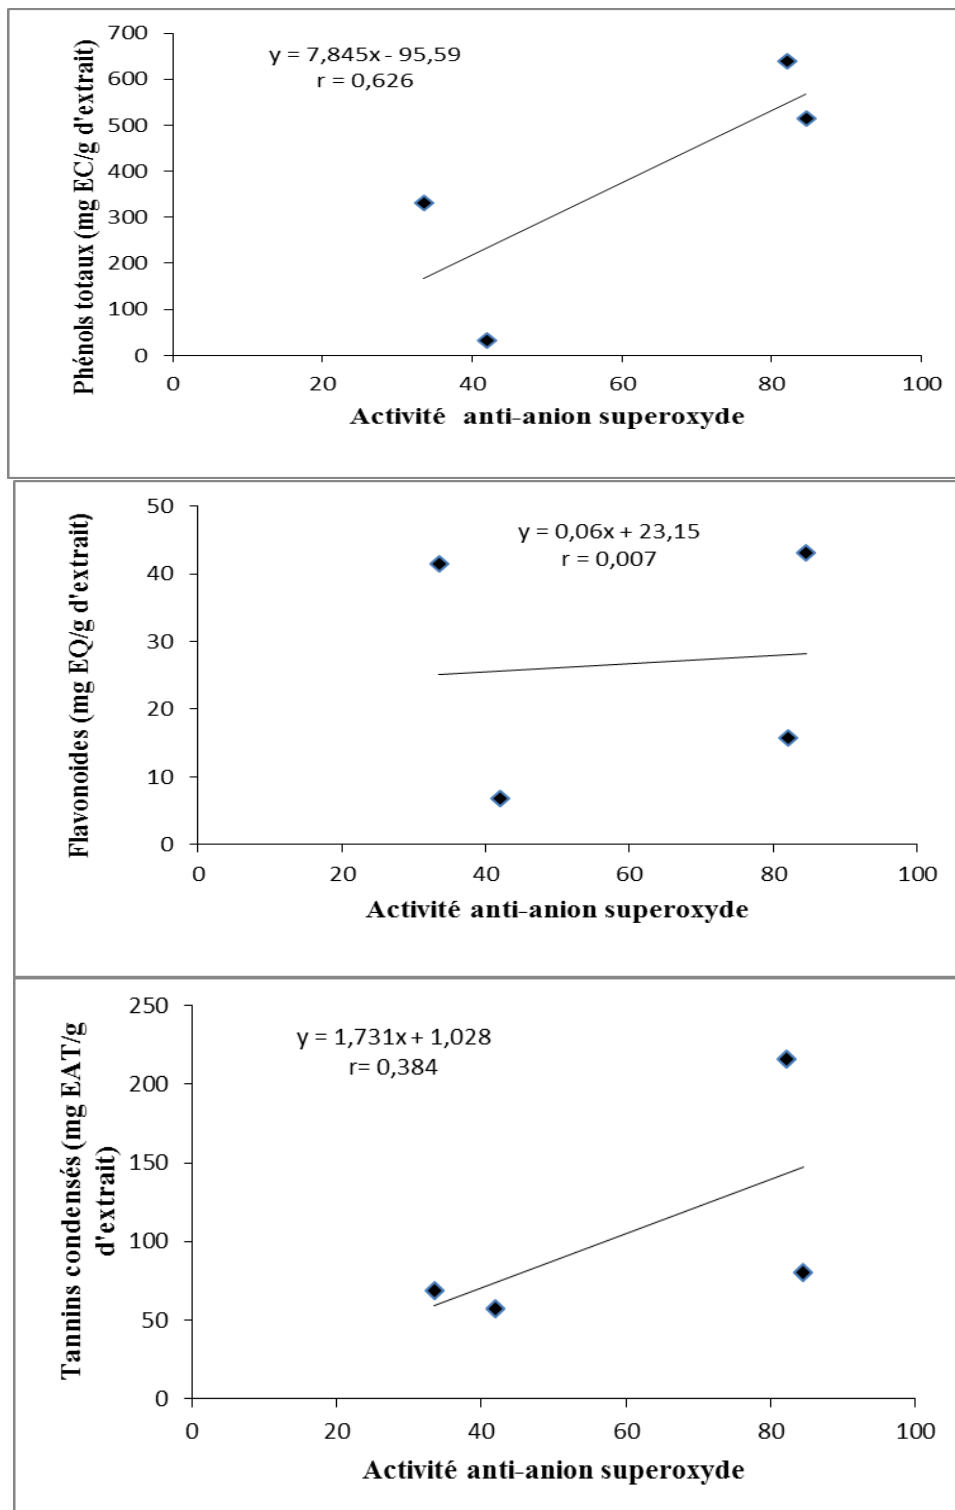 y = 7,845x - 95,59
r = 0,626
Phénols totaux (mg EC/g d'extrait)
700
600
500
400
300
200
100
0
0 20 40 60 80 100
Activité anti-anion superoxyde
y = 0,06x + 23,15
r = 0,007
Flavonoides (mg EQ/g d'extrait)
50
40
30
20
10
0
0 20 40 60 80 100
Activité anti-anion superoxyde
y = 1,731x + 1,028
r= 0,384
Tannins condensés (mg EAT/g
d'extrait)
250
200
150
100
50
0
0 20 40 60 80 100
Activité anti-anion superoxyde